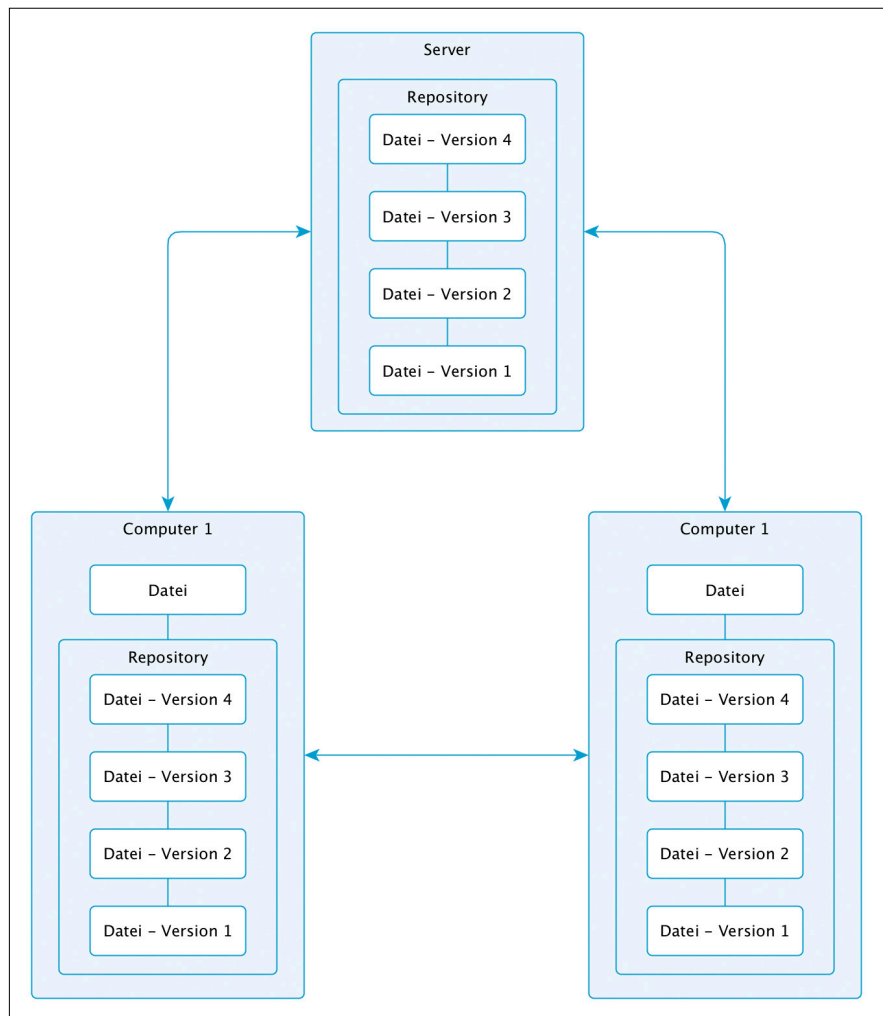 Server
Repository
Datei – Version 4
Datei – Version 3
Datei – Version 2
Datei – Version 1
Computer 1
Datei
Repository
Datei – Version 4
Datei – Version 3
Datei – Version 2
Datei – Version 1
Computer 1
Datei
Repository
Datei – Version 4
Datei – Version 3
Datei – Version 2
Datei – Version 1